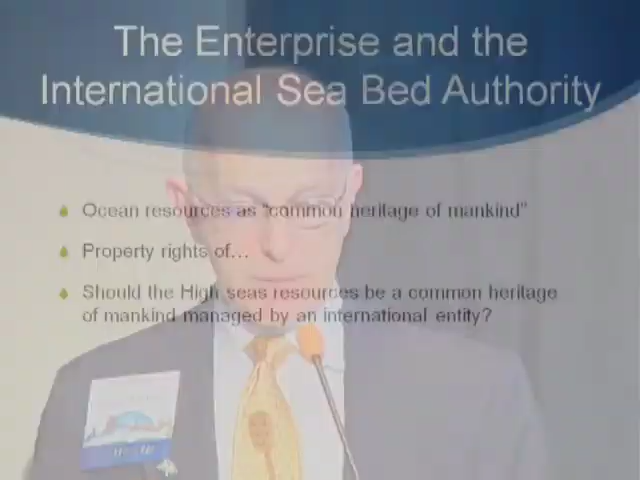 The Enterprise and the
International Sea Bed Authority
Ocean resources as “common heritage of mankind”
Property rights of…
Should the High seas resources be a common heritage
of mankind managed by an international entity?